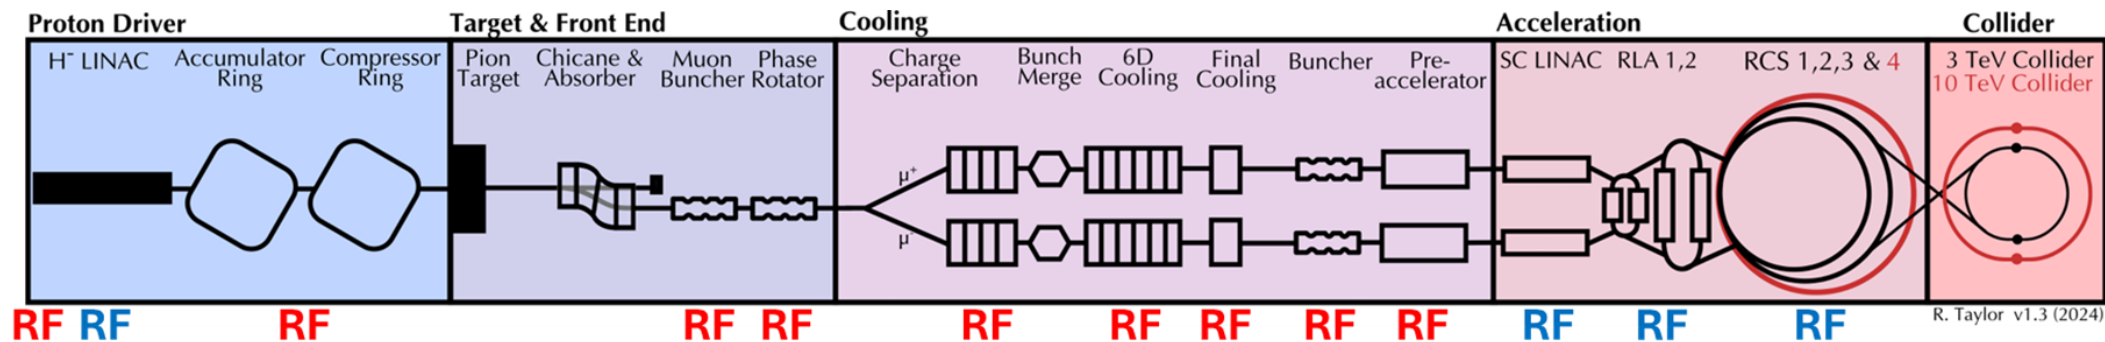 Proton Driver
Target & Front End
Cooling
Acceleration
Collider
H⁻ LINAC
Accumulator
Ring
Compressor
Ring
Pion
Target
Chicane &
Absorber
Muon
Buncher
Phase
Rotator
Charge
Separation
Bunch
Merge
6D
Cooling
Final
Cooling
Buncher
Pre-
accelerator
SC LINAC
RLA 1,2
RCS 1,2,3 & 4
3 TeV Collider
10 TeV Collider
μ⁺
μ⁻
RF RF RF RF RF RF RF RF RF RF RF RF RF
R. Taylor v1.3 (2024)